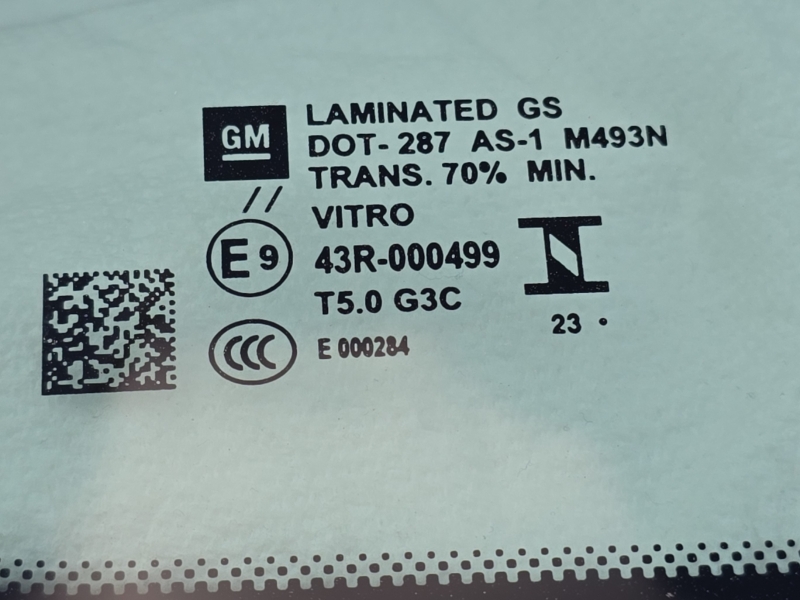 GM
LAMINATED GS
DOT-287 AS-1 M493N
TRANS. 70% MIN.
//
VITRO
E9
43R-000499
T5.0 G3C
CCC
E 000284
N
23 •